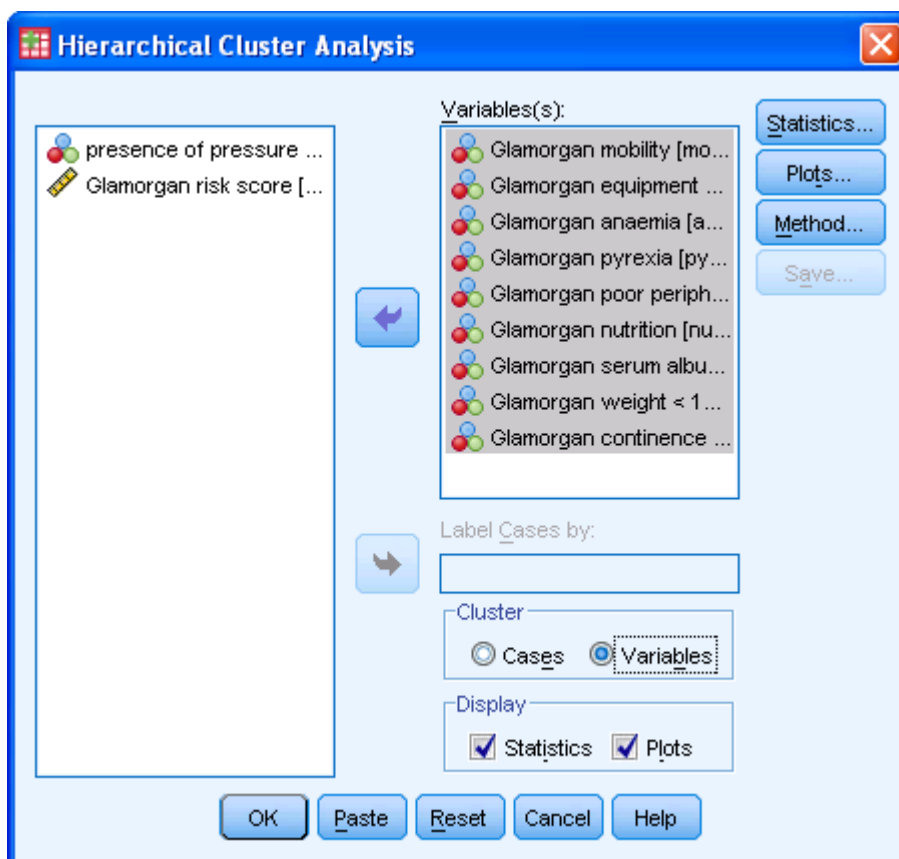 Hierarchical Cluster Analysis
Variables(s):
presence of pressure ...
Glamorgan risk score [...
Glamorgan mobility [mo...
Glamorgan equipment ...
Glamorgan anaemia [a...
Glamorgan pyrexia [py...
Glamorgan poor periph...
Glamorgan nutrition [nu...
Glamorgan serum albu...
Glamorgan weight < 1...
Glamorgan continence ...
Statistics...
Plots...
Method...
Save...
Label Cases by:
Cluster
Cases Variables
Display
Statistics Plots
OK Paste Reset Cancel Help